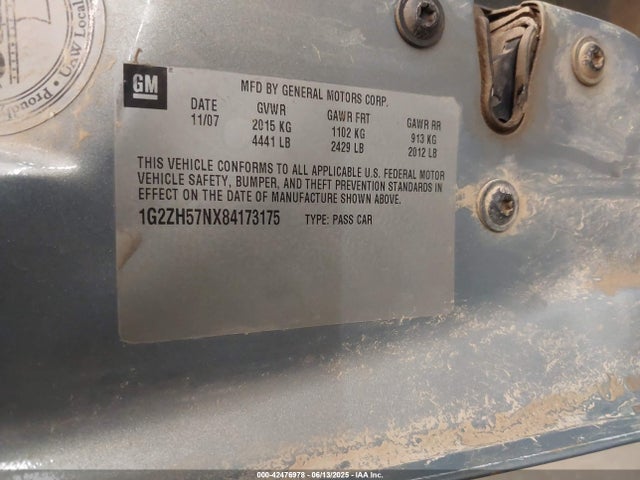 Proudly
UAW Local
GM
MFD BY GENERAL MOTORS CORP.
DATE GVWR GAWR FRT GAWR RR
11/07 2015 KG 1102 KG 913 KG
4441 LB 2429 LB 2012 LB
THIS VEHICLE CONFORMS TO ALL APPLICABLE U.S. FEDERAL MOTOR
VEHICLE SAFETY, BUMPER, AND THEFT PREVENTION STANDARDS IN
EFFECT ON THE DATE OF MANUFACTURE SHOWN ABOVE.
1G2ZH57NX84173175 TYPE: PASS CAR
000-42476978 - 06/13/2025 - IAA Inc.